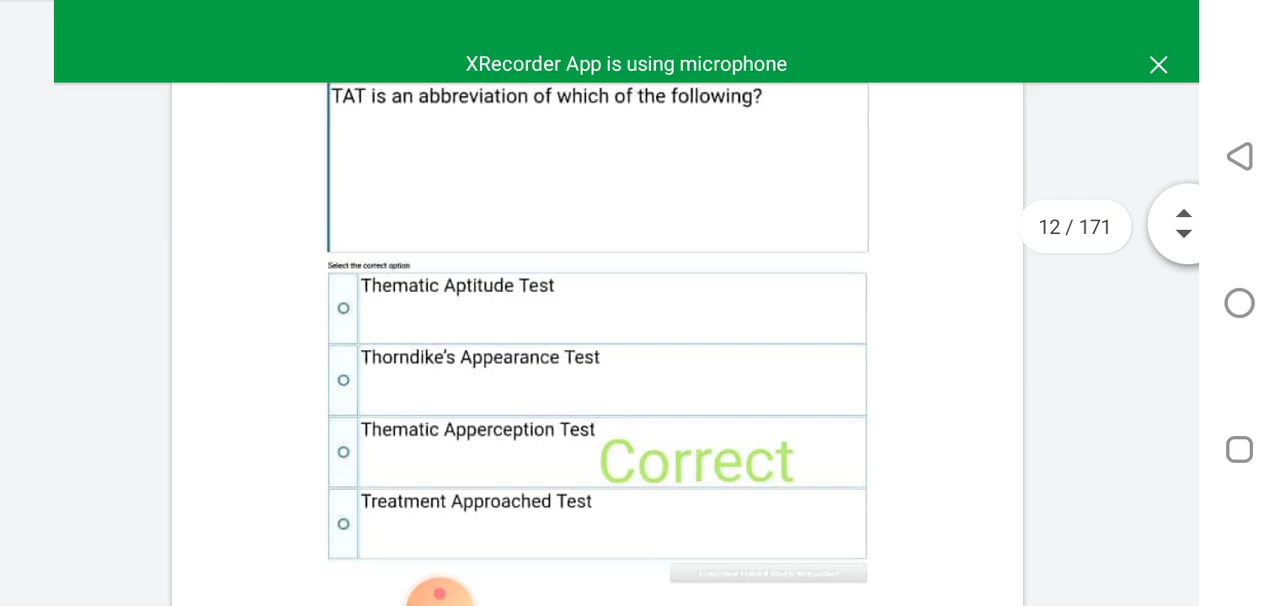 XRecorder App is using microphone
TAT is an abbreviation of which of the following?
12 / 171
Select the correct option
Thematic Aptitude Test
Thorndike's Appearance Test
Thematic Apperception Test
Correct
Treatment Approached Test